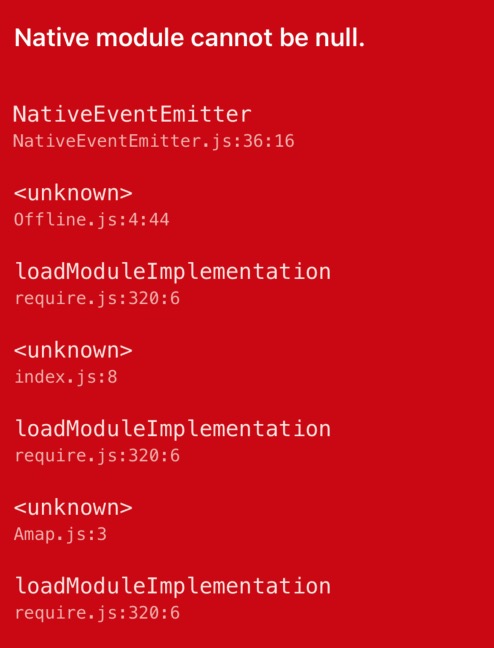 Native module cannot be null.
NativeEventEmitter
NativeEventEmitter.js:36:16
<unknown>
Offline.js:4:44
loadModuleImplementation
require.js:320:6
<unknown>
index.js:8
loadModuleImplementation
require.js:320:6
<unknown>
Amap.js:3
loadModuleImplementation
require.js:320:6